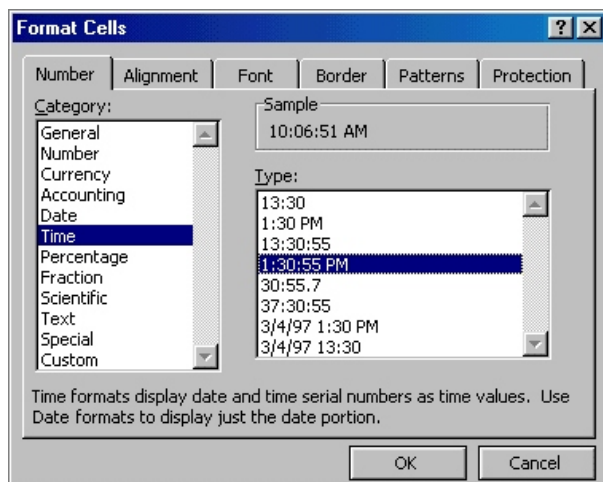 Format Cells
? X
Number Alignment Font Border Patterns Protection
Category:
General
Number
Currency
Accounting
Date
Time
Percentage
Fraction
Scientific
Text
Special
Custom
Sample
10:06:51 AM
Type:
13:30
1:30 PM
13:30:55
1:30:55 PM
30:55.7
37:30:55
3/4/97 1:30 PM
3/4/97 13:30
Time formats display date and time serial numbers as time values. Use
Date formats to display just the date portion.
OK Cancel